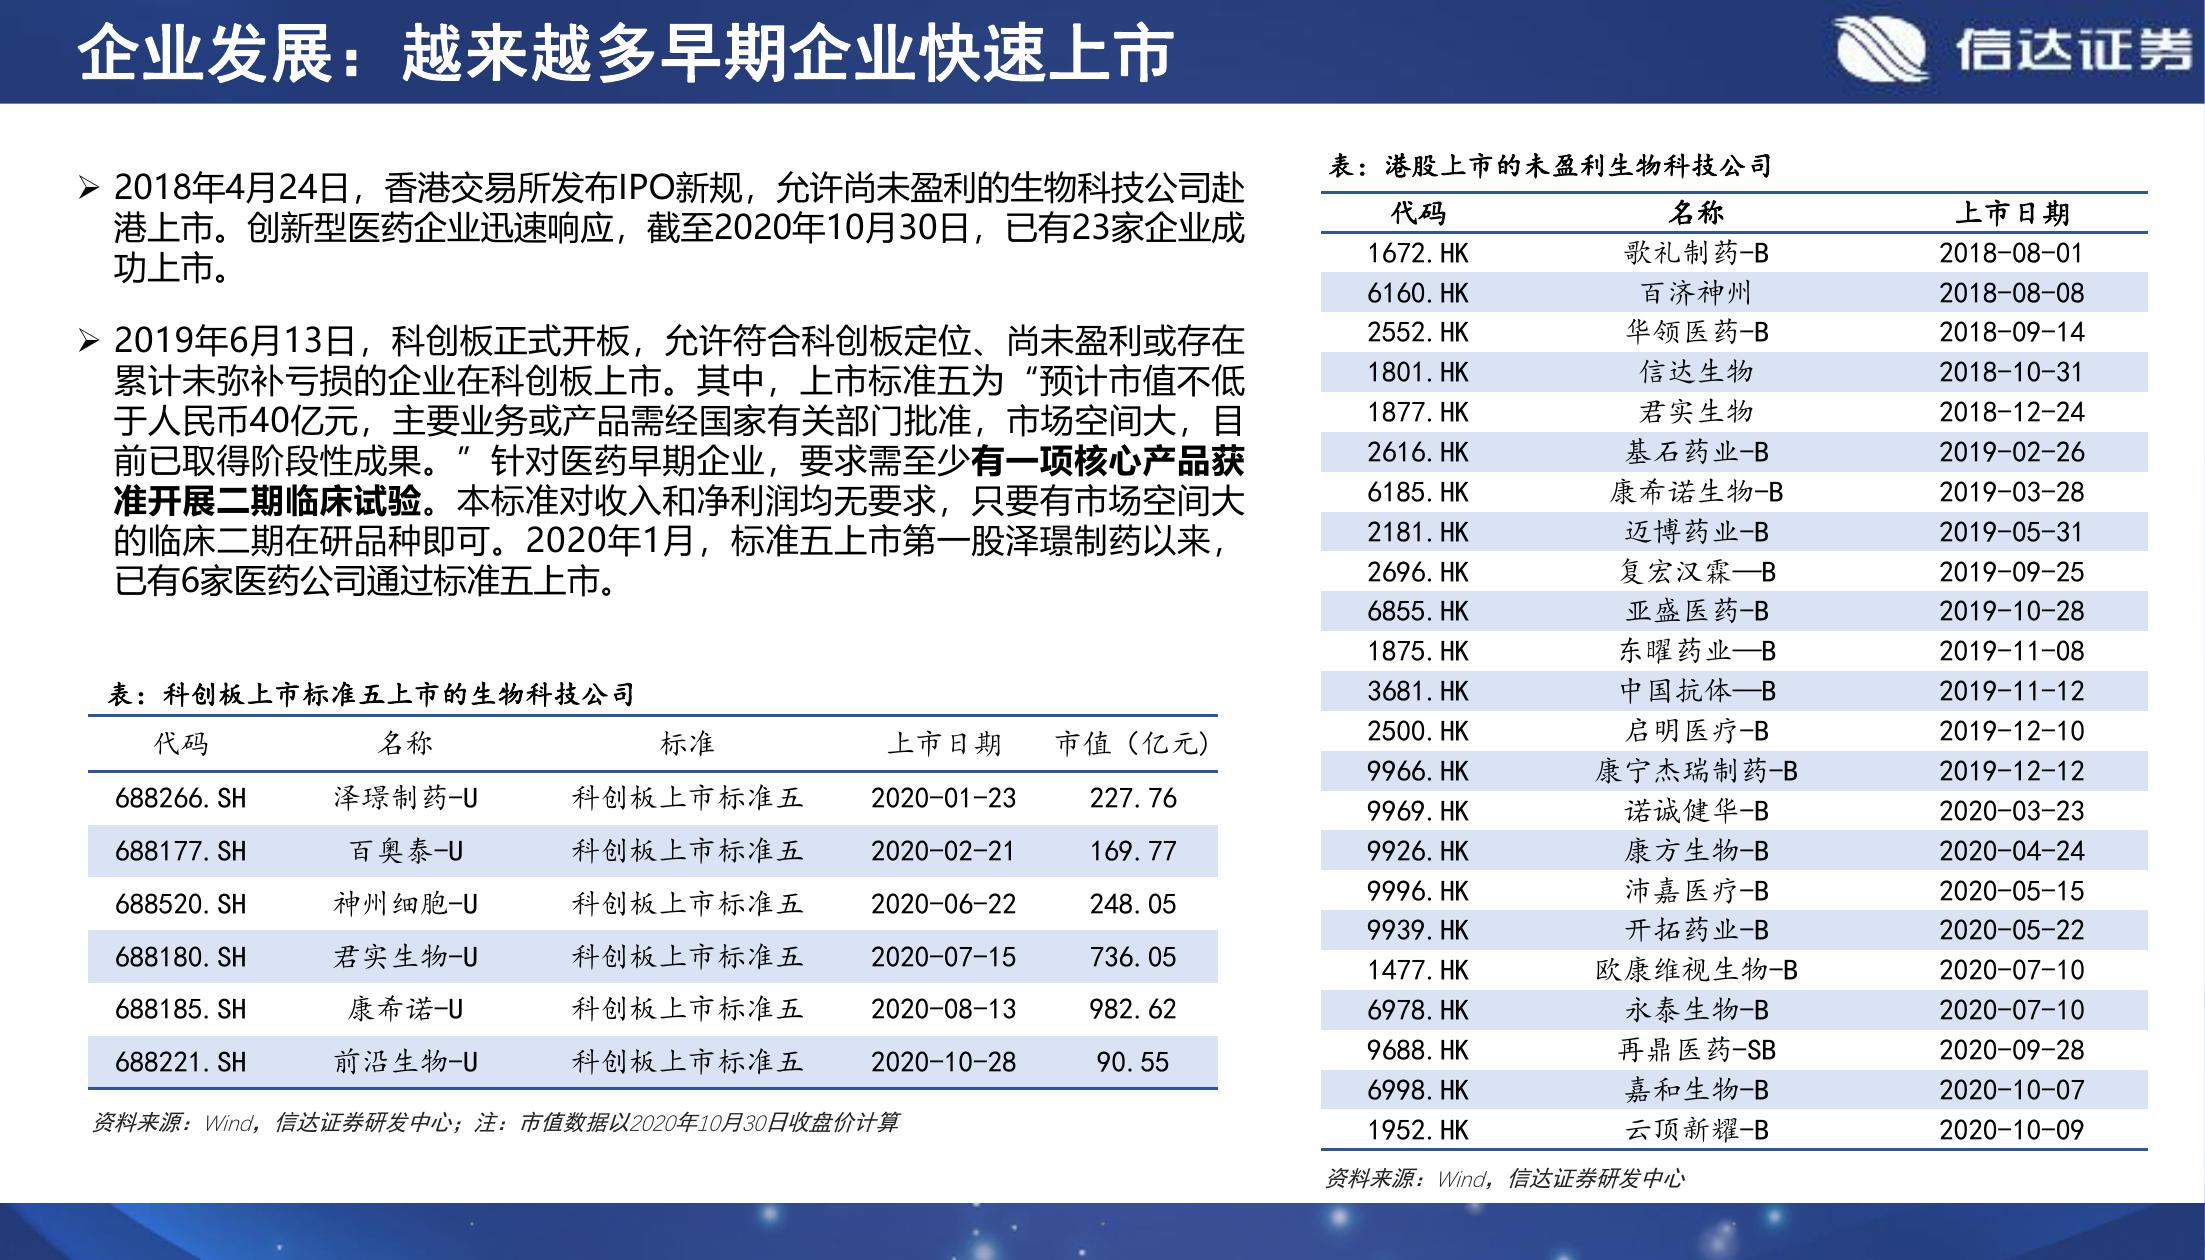 企业发展：越来越多早期企业快速上市
信达证券
2018年4月24日，香港交易所发布IPO新规，允许尚未盈利的生物科技公司赴
港上市。创新型医药企业迅速响应，截至2020年10月30日，已有23家企业成
功上市。
2019年6月13日，科创板正式开板，允许符合科创板定位、尚未盈利或存在
累计未弥补亏损的企业在科创板上市。其中，上市标准五为“预计市值不低
于人民币40亿元，主要业务或产品需经国家有关部门批准，市场空间大，目
前已取得阶段性成果。”针对医药早期企业，要求需至少有一项核心产品获
准开展二期临床试验。本标准对收入和净利润均无要求，只要有市场空间大
的临床二期在研品种即可。2020年1月，标准五上市第一股泽璟制药以来，
已有6家医药公司通过标准五上市。
表：科创板上市标准五上市的生物科技公司
代码 名称 标准 上市日期 市值（亿元）
688266.SH 泽璟制药-U 科创板上市标准五 2020-01-23 227.76
688177.SH 百奥泰-U 科创板上市标准五 2020-02-21 169.77
688520.SH 神州细胞-U 科创板上市标准五 2020-06-22 248.05
688180.SH 君实生物-U 科创板上市标准五 2020-07-15 736.05
688185.SH 康希诺-U 科创板上市标准五 2020-08-13 982.62
688221.SH 前沿生物-U 科创板上市标准五 2020-10-28 90.55
资料来源：Wind，信达证券研发中心；注：市值数据以2020年10月30日收盘价计算
表：港股上市的未盈利生物科技公司
代码 名称 上市日期
1672.HK 歌礼制药-B 2018-08-01
6160.HK 百济神州 2018-08-08
2552.HK 华领医药-B 2018-09-14
1801.HK 信达生物 2018-10-31
1877.HK 君实生物 2018-12-24
2616.HK 基石药业-B 2019-02-26
6185.HK 康希诺生物-B 2019-03-28
2181.HK 迈博药业-B 2019-05-31
2696.HK 复宏汉霖—B 2019-09-25
6855.HK 亚盛医药-B 2019-10-28
1875.HK 东曜药业—B 2019-11-08
3681.HK 中国抗体—B 2019-11-12
2500.HK 启明医疗-B 2019-12-10
9966.HK 康宁杰瑞制药-B 2019-12-12
9969.HK 诺诚健华-B 2020-03-23
9926.HK 康方生物-B 2020-04-24
9996.HK 沛嘉医疗-B 2020-05-15
9939.HK 开拓药业-B 2020-05-22
1477.HK 欧康维视生物-B 2020-07-10
6978.HK 永泰生物-B 2020-07-10
9688.HK 再鼎医药-SB 2020-09-28
6998.HK 嘉和生物-B 2020-10-07
1952.HK 云顶新耀-B 2020-10-09
资料来源：Wind，信达证券研发中心